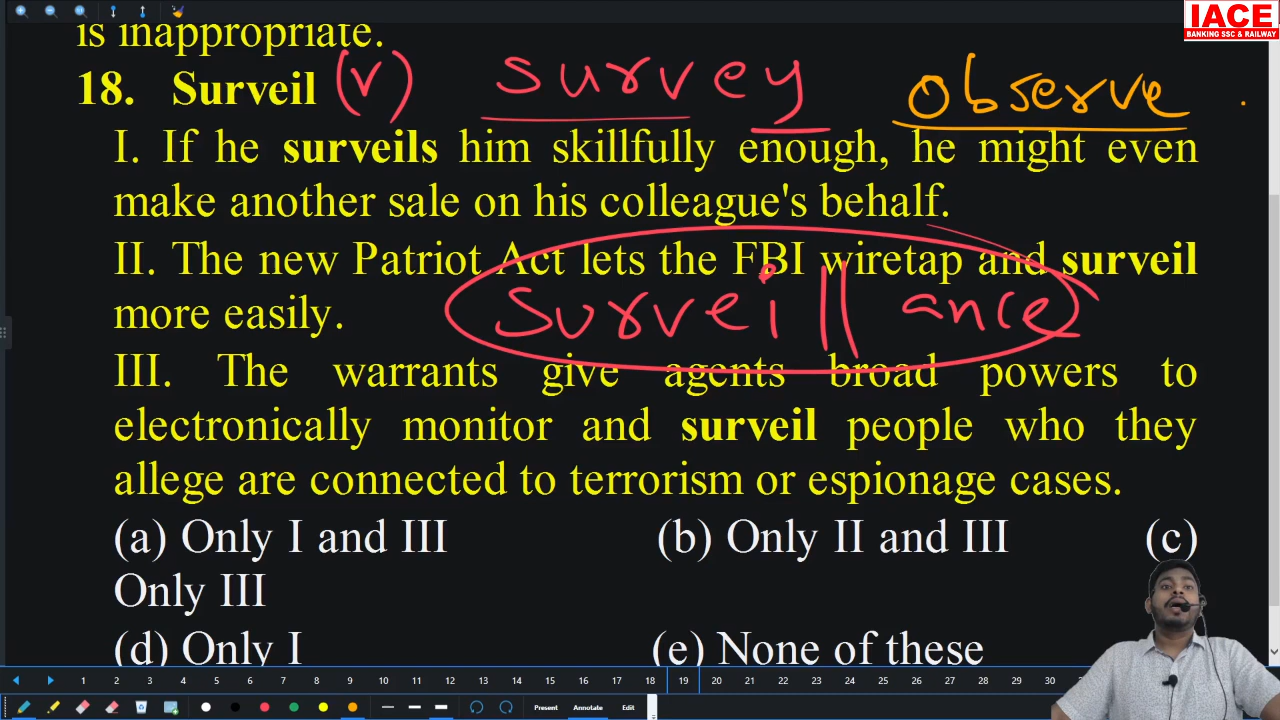 IACE
BANKING SSC & RAILWAY
is inappropriate.
18. Surveil (v) survey observe
I. If he surveils him skillfully enough, he might even
make another sale on his colleague's behalf.
II. The new Patriot Act lets the FBI wiretap and surveil
more easily.
surveillance
III. The warrants give agents broad powers to
electronically monitor and surveil people who they
allege are connected to terrorism or espionage cases.
(a) Only I and III (b) Only II and III (c)
Only III
(d) Only I (e) None of these
1 2 3 4 5 6 7 8 9 10 11 12 13 14 15 16 17 18 19 20 21 22 23 24 25 26 27 28 29 30
Present Annotate Edit